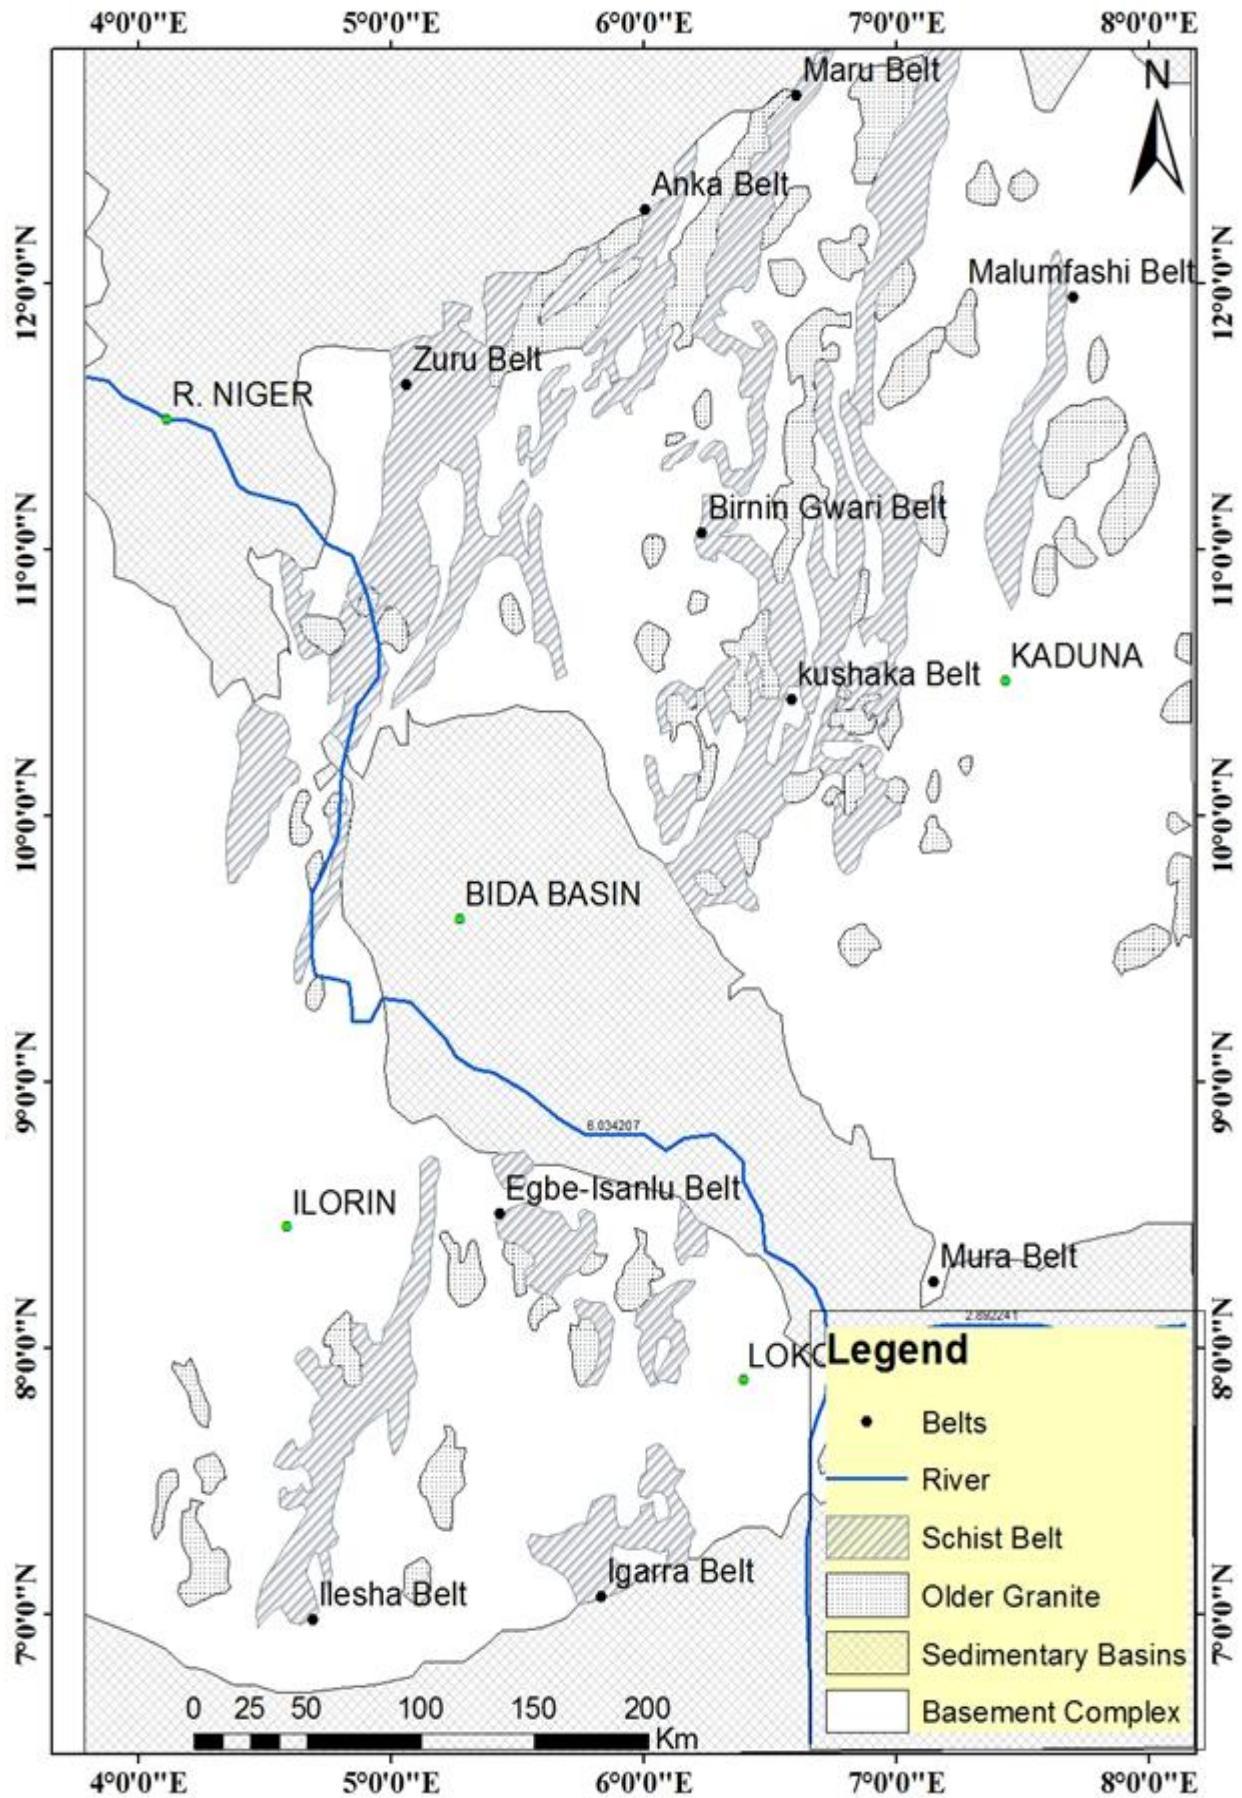 4°0'0"E 5°0'0"E 6°0'0"E 7°0'0"E 8°0'0"E
Maru Belt
N
Anka Belt
12°0'0"N
Malumfashi Belt
12°0'0"N
Zuru Belt
R. NIGER
Birnin Gwari Belt
11°0'0"N
11°0'0"N
KADUNA
kushaka Belt
10°0'0"N
10°0'0"N
BIDA BASIN
9°0'0"N
9°0'0"N
6.034207
Egbe-Isanlu Belt
ILORIN
Mura Belt
2.892241
8°0'0"N
8°0'0"N
LOKO
Legend
Belts
River
Schist Belt
Older Granite
Sedimentary Basins
Basement Complex
Igarra Belt
Ilesha Belt
7°0'0"N
7°0'0"N
0 25 50 100 150 200
Km
4°0'0"E 5°0'0"E 6°0'0"E 7°0'0"E 8°0'0"E